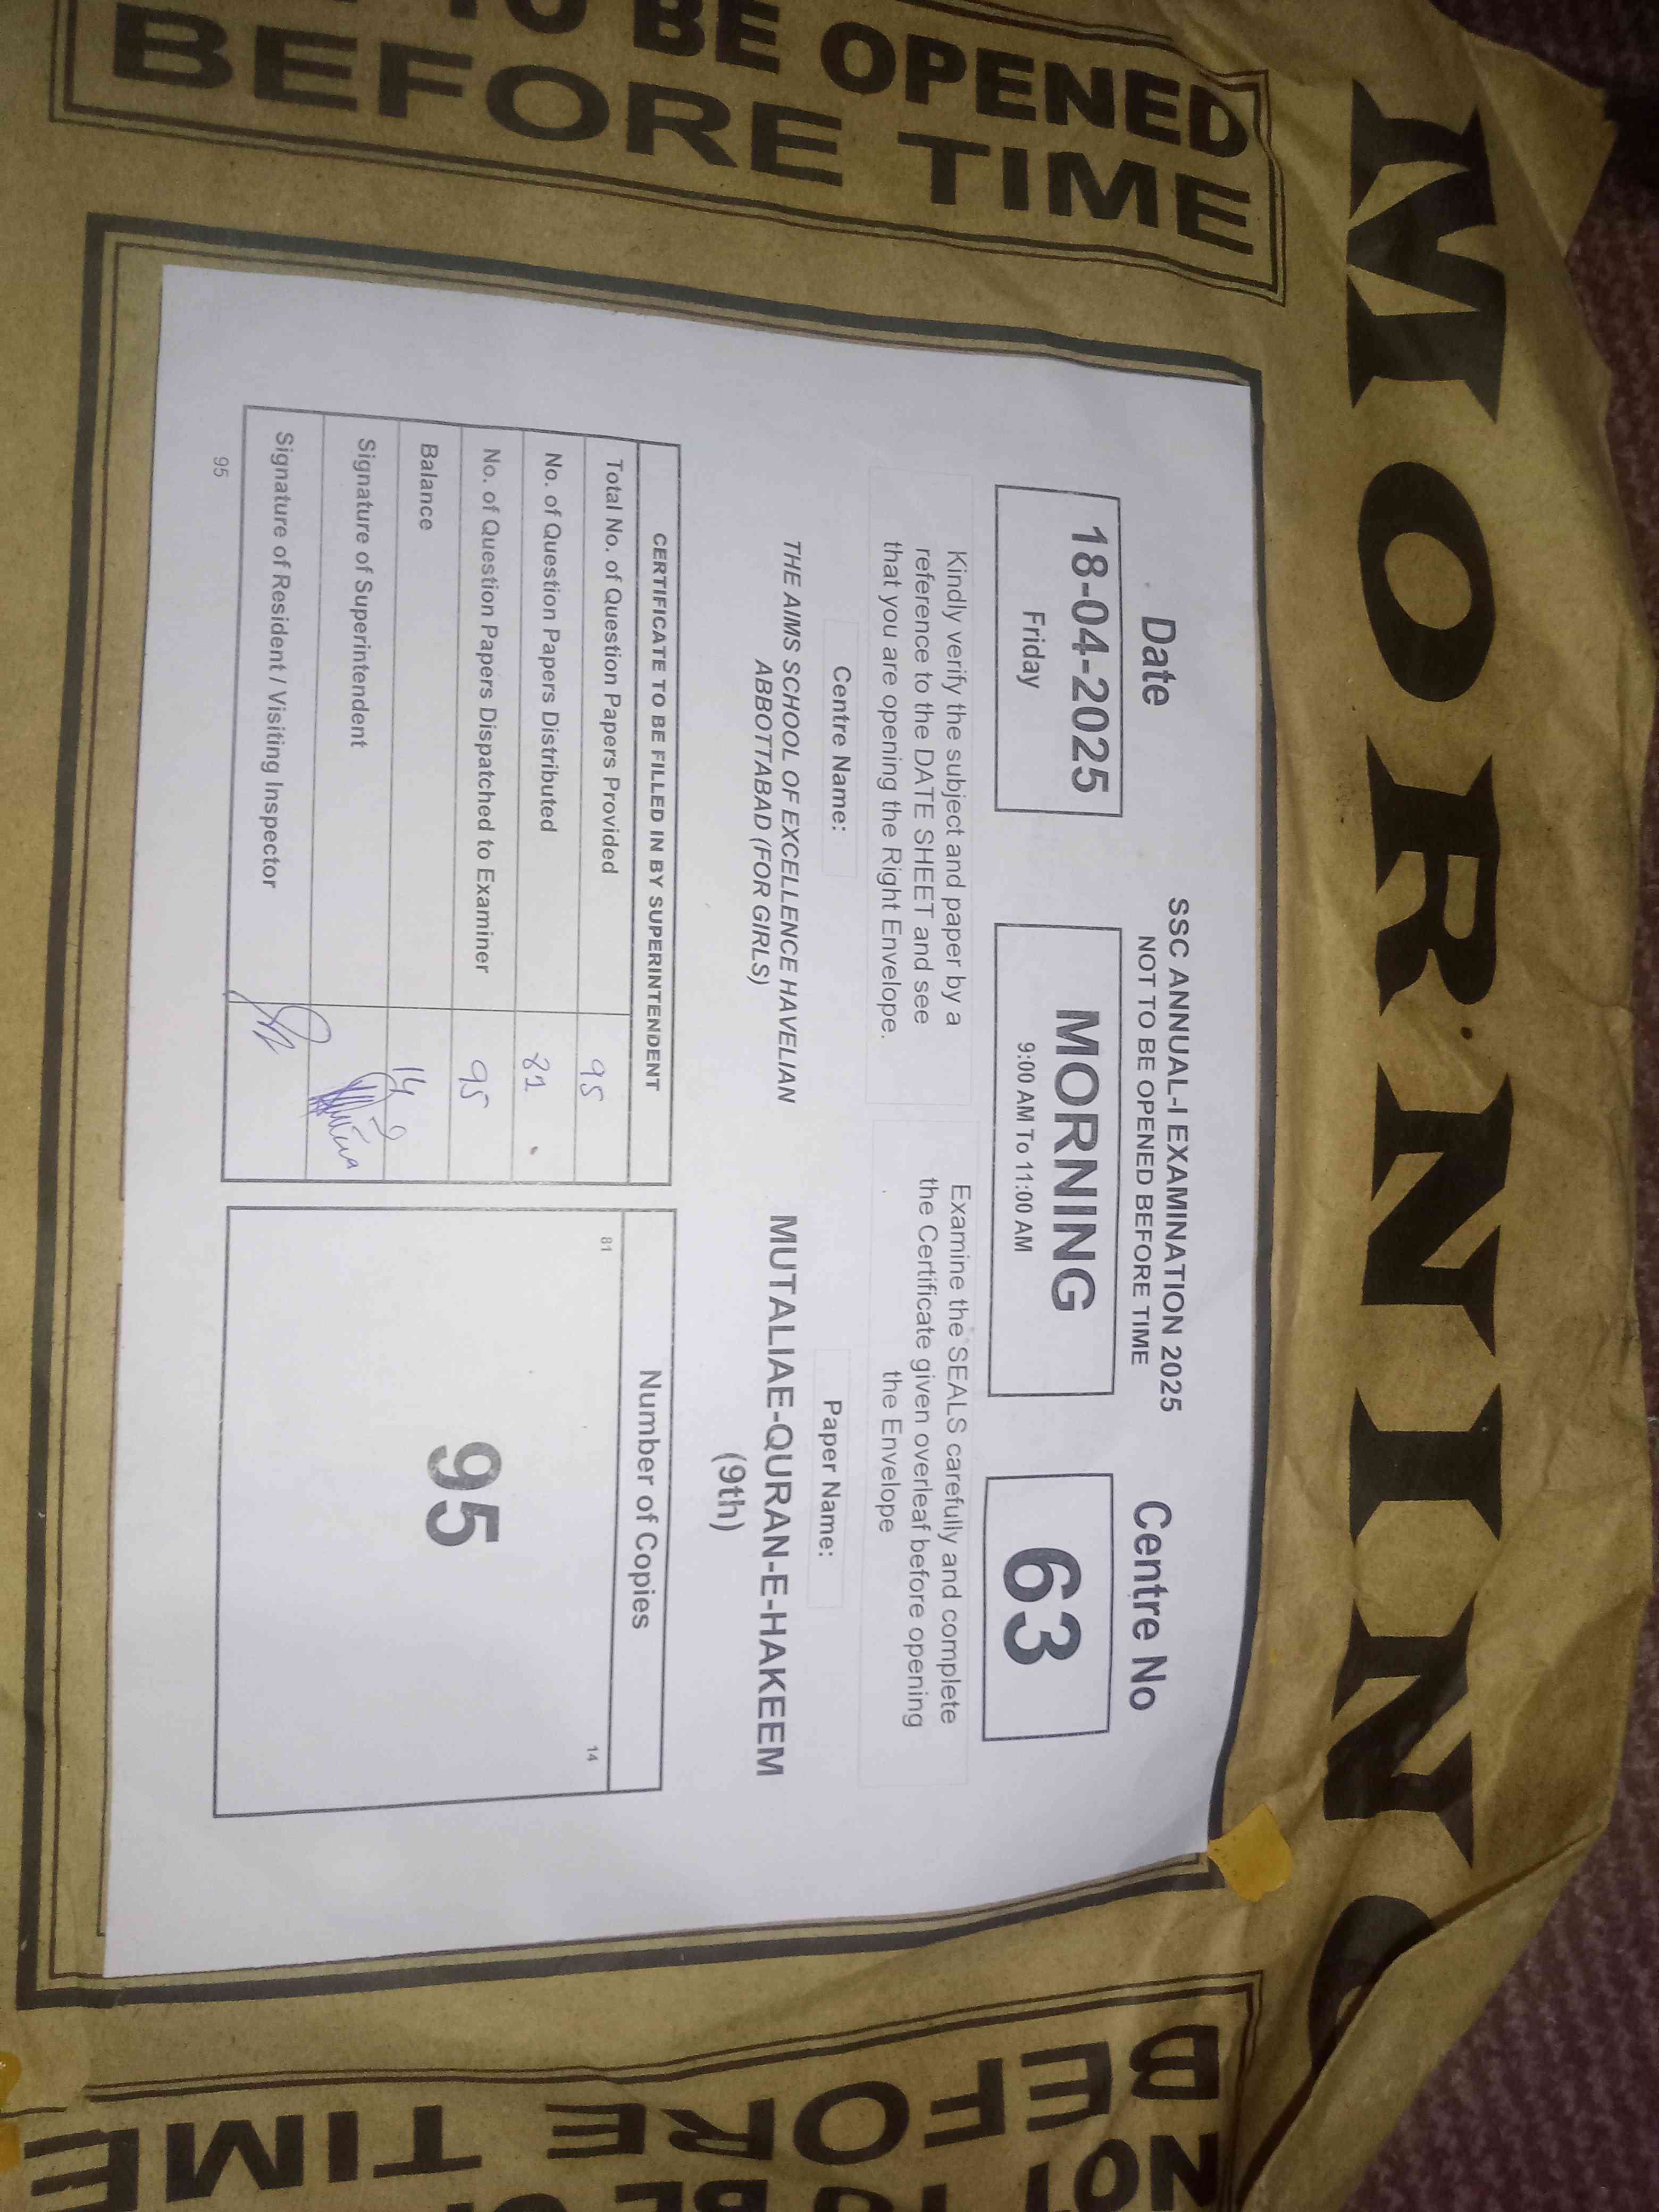 MORNING
TO BE OPENED
BEFORE TIME
SSC ANNUAL-I EXAMINATION 2025
NOT TO BE OPENED BEFORE TIME
Date
18-04-2025
Friday
MORNING
9:00 AM To 11:00 AM
Centre No
63
Kindly verify the subject and paper by a
reference to the DATE SHEET and see
that you are opening the Right Envelope.
Examine the SEALS carefully and complete
the Certificate given overleaf before opening
the Envelope
Centre Name:
THE AIMS SCHOOL OF EXCELLENCE HAVELIAN
ABBOTTABAD (FOR GIRLS)
Paper Name:
MUTALIAE-QURAN-E-HAKEEM
(9th)
CERTIFICATE TO BE FILLED IN BY SUPERINTENDENT
Total No. of Question Papers Provided 95
No. of Question Papers Distributed 81
No. of Question Papers Dispatched to Examiner 95
Balance 14
Signature of Superintendent
Signature of Resident / Visiting Inspector
95
Number of Copies
81
14
95
NOT TO BE
BEFORE TIME